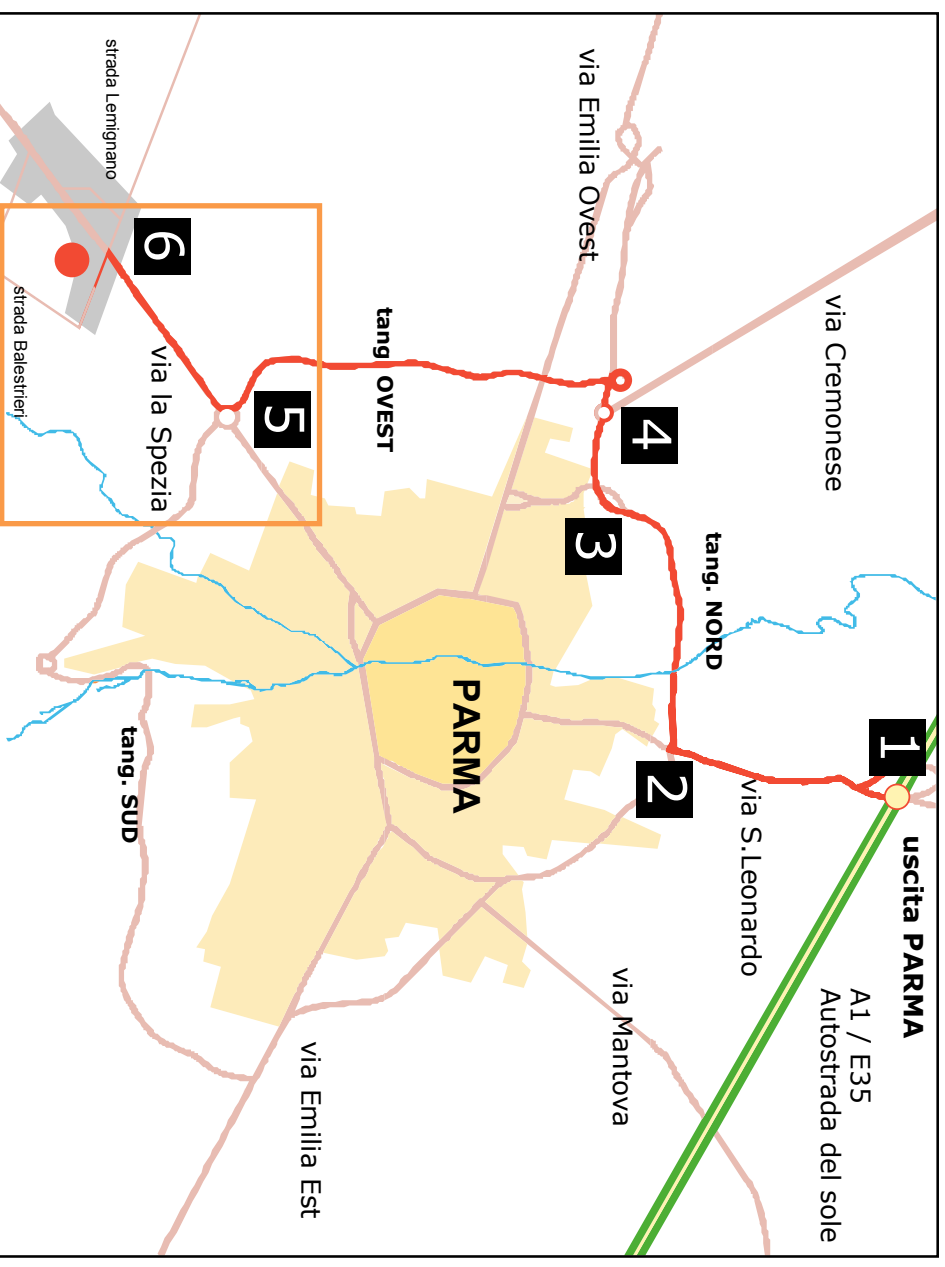 1
uscita PARMA
A1 / E35
Autostrada del sole
via Cremonese
via S.Leonardo
tang. NORD
2
4
via Mantova
3
via Emilia Ovest
PARMA
tang OVEST
via Emilia Est
5
6
via la Spezia
tang. SUD
strada Lemignano
strada Balestrieri